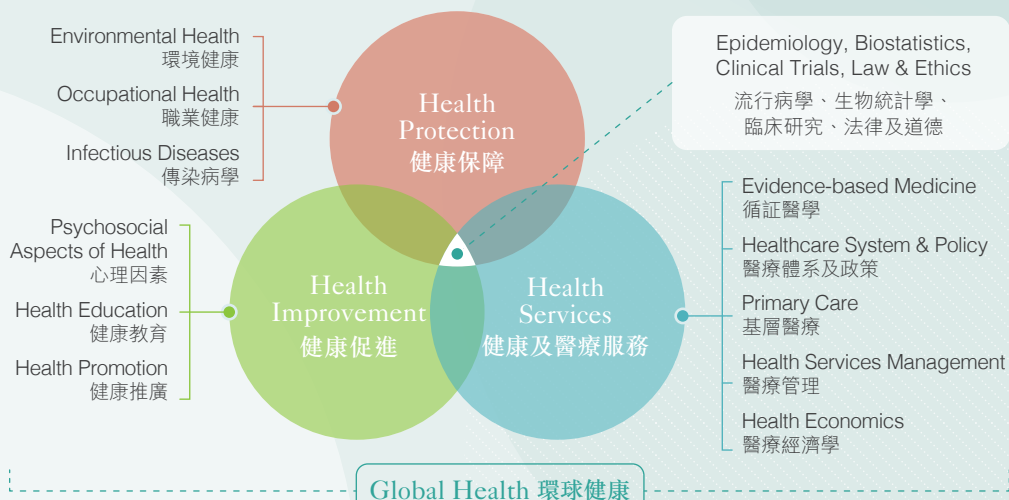 Environmental Health
環境健康
Occupational Health
職業健康
Infectious Diseases
傳染病學
Health
Protection
健康保障
Epidemiology, Biostatistics,
Clinical Trials, Law & Ethics
流行病學、生物統計學、
臨床研究、法律及道德
Psychosocial
Aspects of Health
心理因素
Health Education
健康教育
Health Promotion
健康推廣
Health
Improvement
健康促進
Health
Services
健康及醫療服務
Evidence-based Medicine
循証醫學
Healthcare System & Policy
醫療體系及政策
Primary Care
基層醫療
Health Services Management
醫療管理
Health Economics
醫療經濟學
Global Health 環球健康